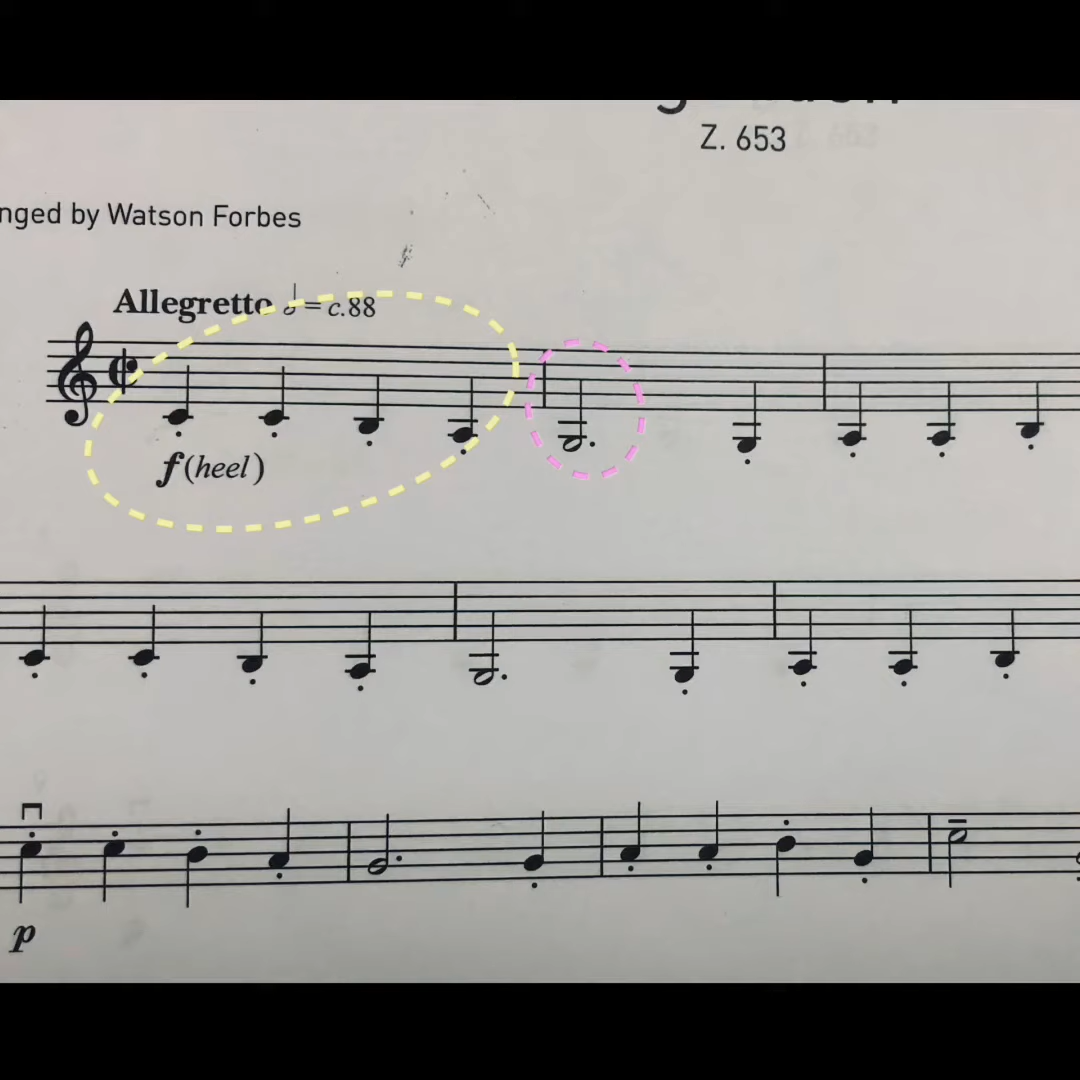 Z. 653
nged by Watson Forbes
Allegretto 𝅗𝅥 = c.88
f (heel)
p